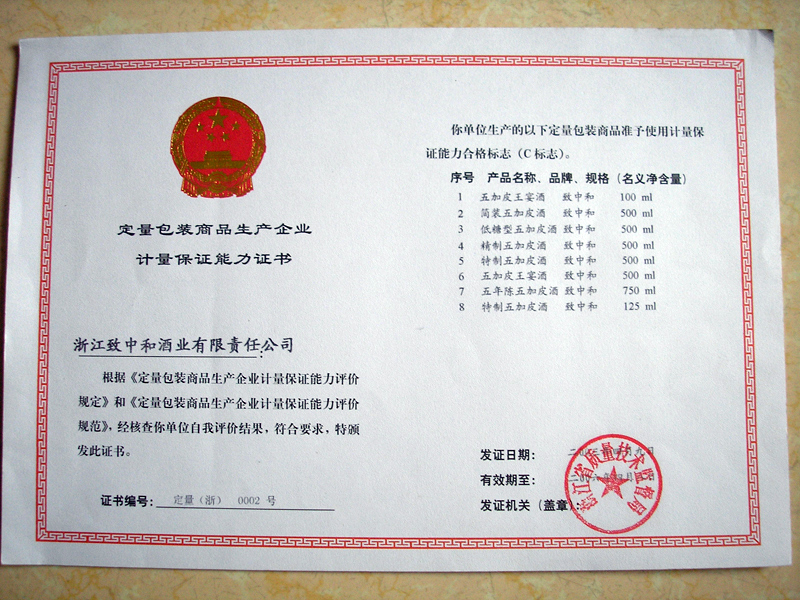 定量包装商品生产企业
计量保证能力证书
浙江致中和酒业有限责任公司:
根据《定量包装商品生产企业计量保证能力评价
规定》和《定量包装商品生产企业计量保证能力评价
规范》，经核查你单位自我评价结果，符合要求，特颁
发此证书。
证书编号: 定量（浙） 0002 号
你单位生产的以下定量包装商品准予使用计量保
证能力合格标志（C 标志）。
序号 产品名称、品牌、规格（名义净含量）
1 五加皮王宴酒 致中和 100 ml
2 简装五加皮酒 致中和 500 ml
3 低糖型五加皮酒 致中和 500 ml
4 精制五加皮酒 致中和 500 ml
5 特制五加皮酒 致中和 500 ml
6 五加皮王宴酒 致中和 500 ml
7 五年陈五加皮酒 致中和 750 ml
8 特制五加皮酒 致中和 125 ml
发证日期:
有效期至:
发证机关（盖章）:
浙江省质量技术监督局